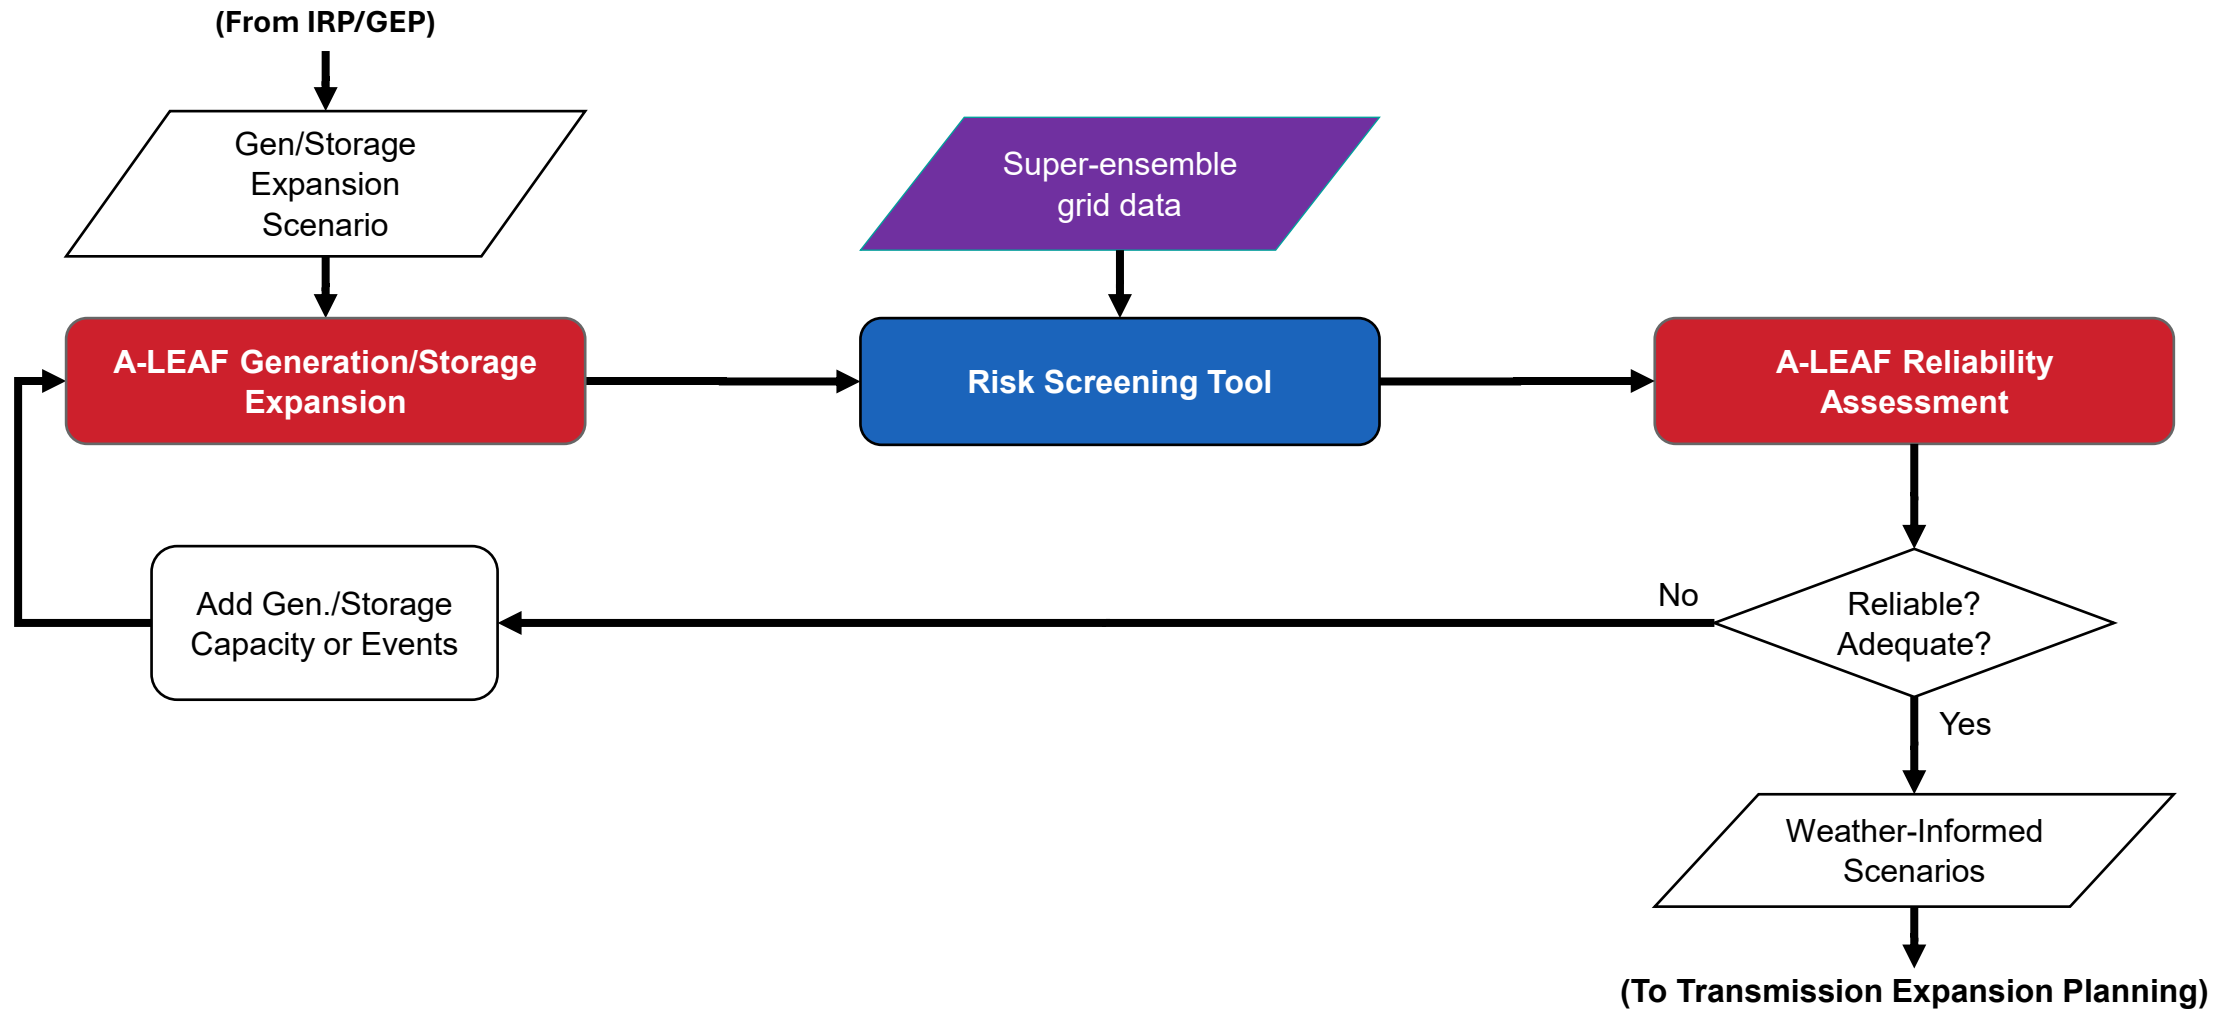 (From IRP/GEP)
Gen/Storage
Expansion
Scenario
Super-ensemble
grid data
A-LEAF Generation/Storage
Expansion
Risk Screening Tool
A-LEAF Reliability
Assessment
Add Gen./Storage
Capacity or Events
No
Reliable?
Adequate?
Yes
Weather-Informed
Scenarios
(To Transmission Expansion Planning)